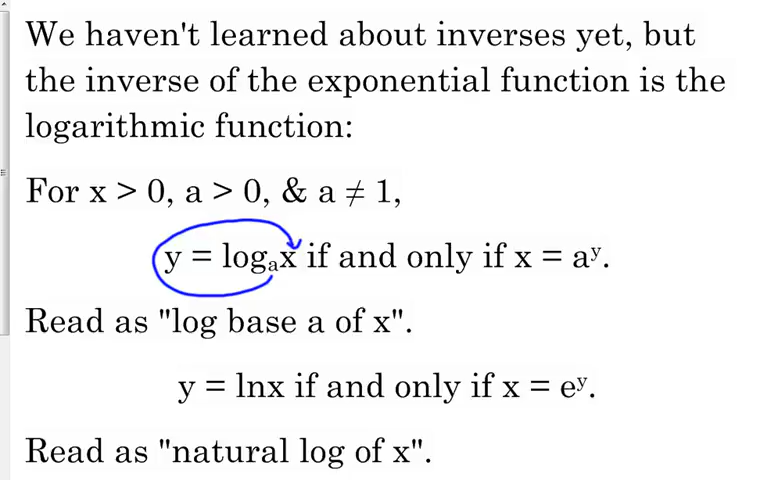 We haven't learned about inverses yet, but
the inverse of the exponential function is the
logarithmic function:
For x > 0, a > 0, & a ≠ 1,
y = logₐx if and only if x = aʸ.
Read as "log base a of x".
y = lnx if and only if x = eʸ.
Read as "natural log of x".